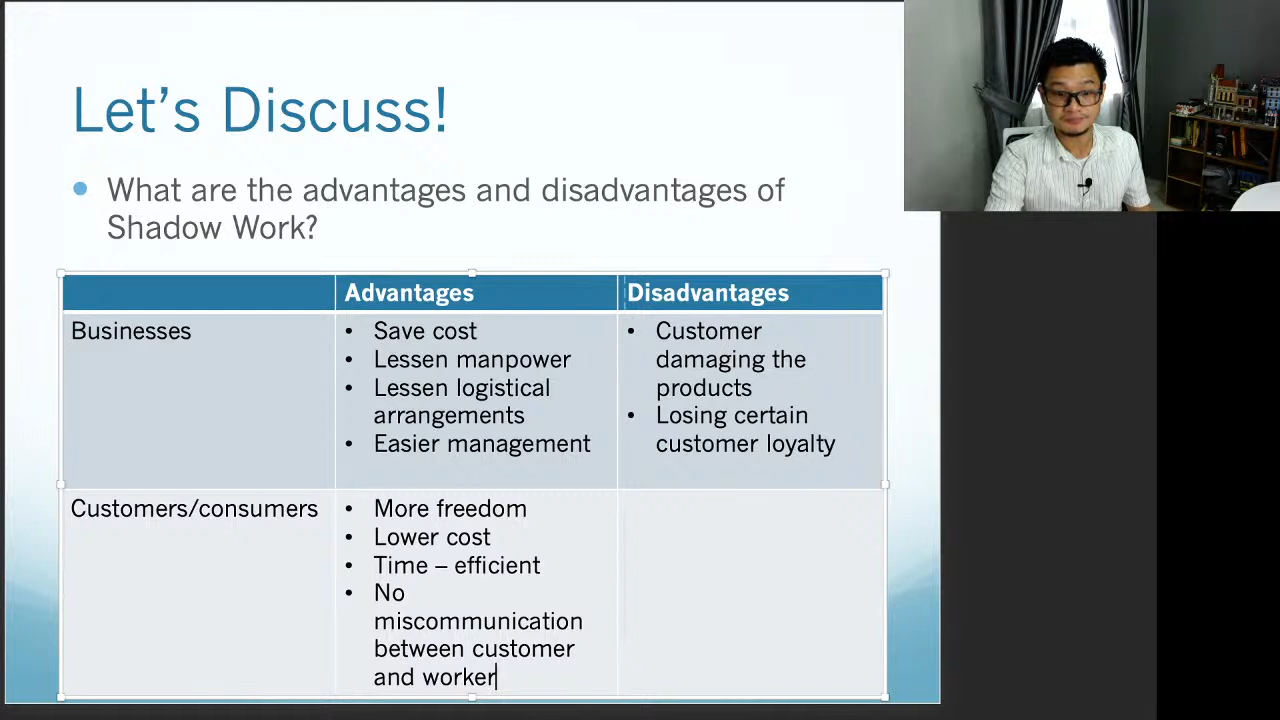 Let's Discuss!
• What are the advantages and disadvantages of
Shadow Work?
Advantages
Disadvantages
Businesses
• Save cost
• Lessen manpower
• Lessen logistical
arrangements
• Easier management
• Customer
damaging the
products
• Losing certain
customer loyalty
Customers/consumers
• More freedom
• Lower cost
• Time – efficient
• No
miscommunication
between customer
and worker